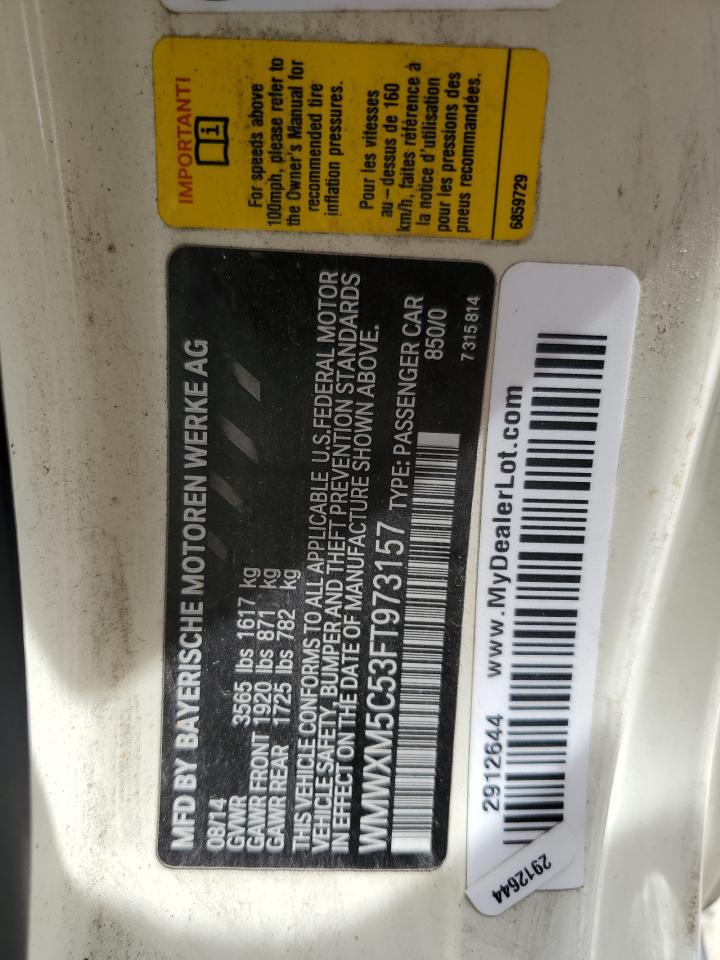 MFD BY BAYERISCHE MOTOREN WERKE AG
08/14
GVWR 3565 lbs 1617 kg
GAWR FRONT 1920 lbs 871 kg
GAWR REAR 1725 lbs 782 kg
THIS VEHICLE CONFORMS TO ALL APPLICABLE U.S.FEDERAL MOTOR
VEHICLE SAFETY, BUMPER AND THEFT PREVENTION STANDARDS
IN EFFECT ON THE DATE OF MANUFACTURE SHOWN ABOVE.
WMWXM5C53FT973157 TYPE: PASSENGER CAR
850/0
7 315 814
IMPORTANT!
i
For speeds above
100mph, please refer to
the Owner's Manual for
recommended tire
inflation pressures.
Pour les vitesses
au-dessus de 160
km/h, faites référence à
la notice d'utilisation
pour les pressions des
pneus recommandées.
6859729
2912644 www.MyDealerLot.com
2912644